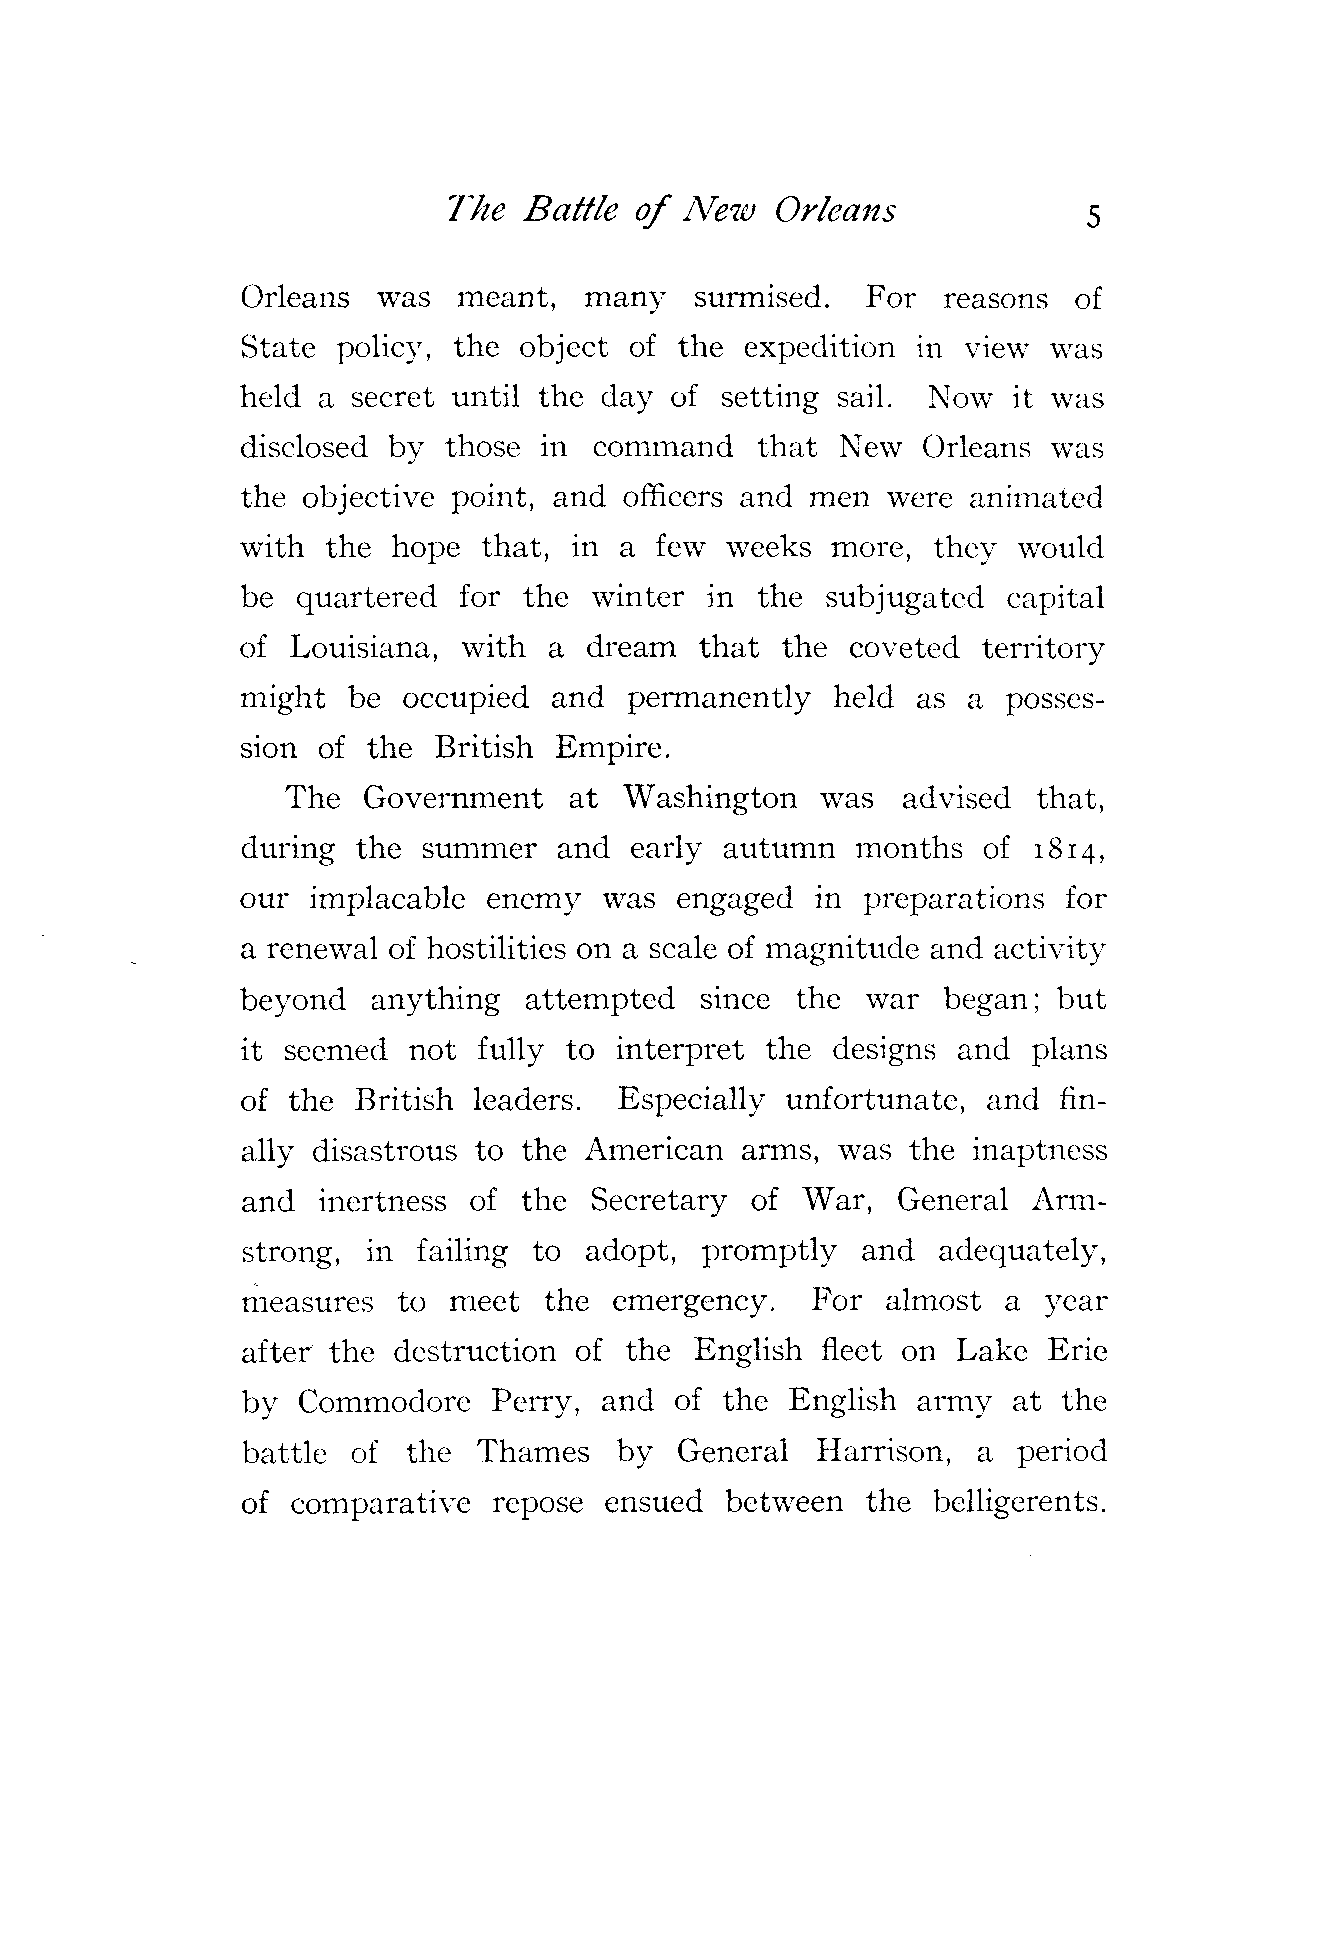 The Battle of New Orleans 5
Orleans was meant, many surmised. For reasons of
State policy, the object of the expedition in view was
held a secret until the day of setting sail. Now it was
disclosed by those in command that New Orleans was
the objective point, and officers and men were animated
with the hope that, in a few weeks more, they would
be quartered for the winter in the subjugated capital
of Louisiana, with a dream that the coveted territory
might be occupied and permanently held as a posses-
sion of the British Empire.
The Government at Washington was advised that,
during the summer and early autumn months of 1814,
our implacable enemy was engaged in preparations for
a renewal of hostilities on a scale of magnitude and activity
beyond anything attempted since the war began; but
it seemed not fully to interpret the designs and plans
of the British leaders. Especially unfortunate, and fin-
ally disastrous to the American arms, was the inaptness
and inertness of the Secretary of War, General Arm-
strong, in failing to adopt, promptly and adequately,
measures to meet the emergency. For almost a year
after the destruction of the English fleet on Lake Erie
by Commodore Perry, and of the English army at the
battle of the Thames by General Harrison, a period
of comparative repose ensued between the belligerents.